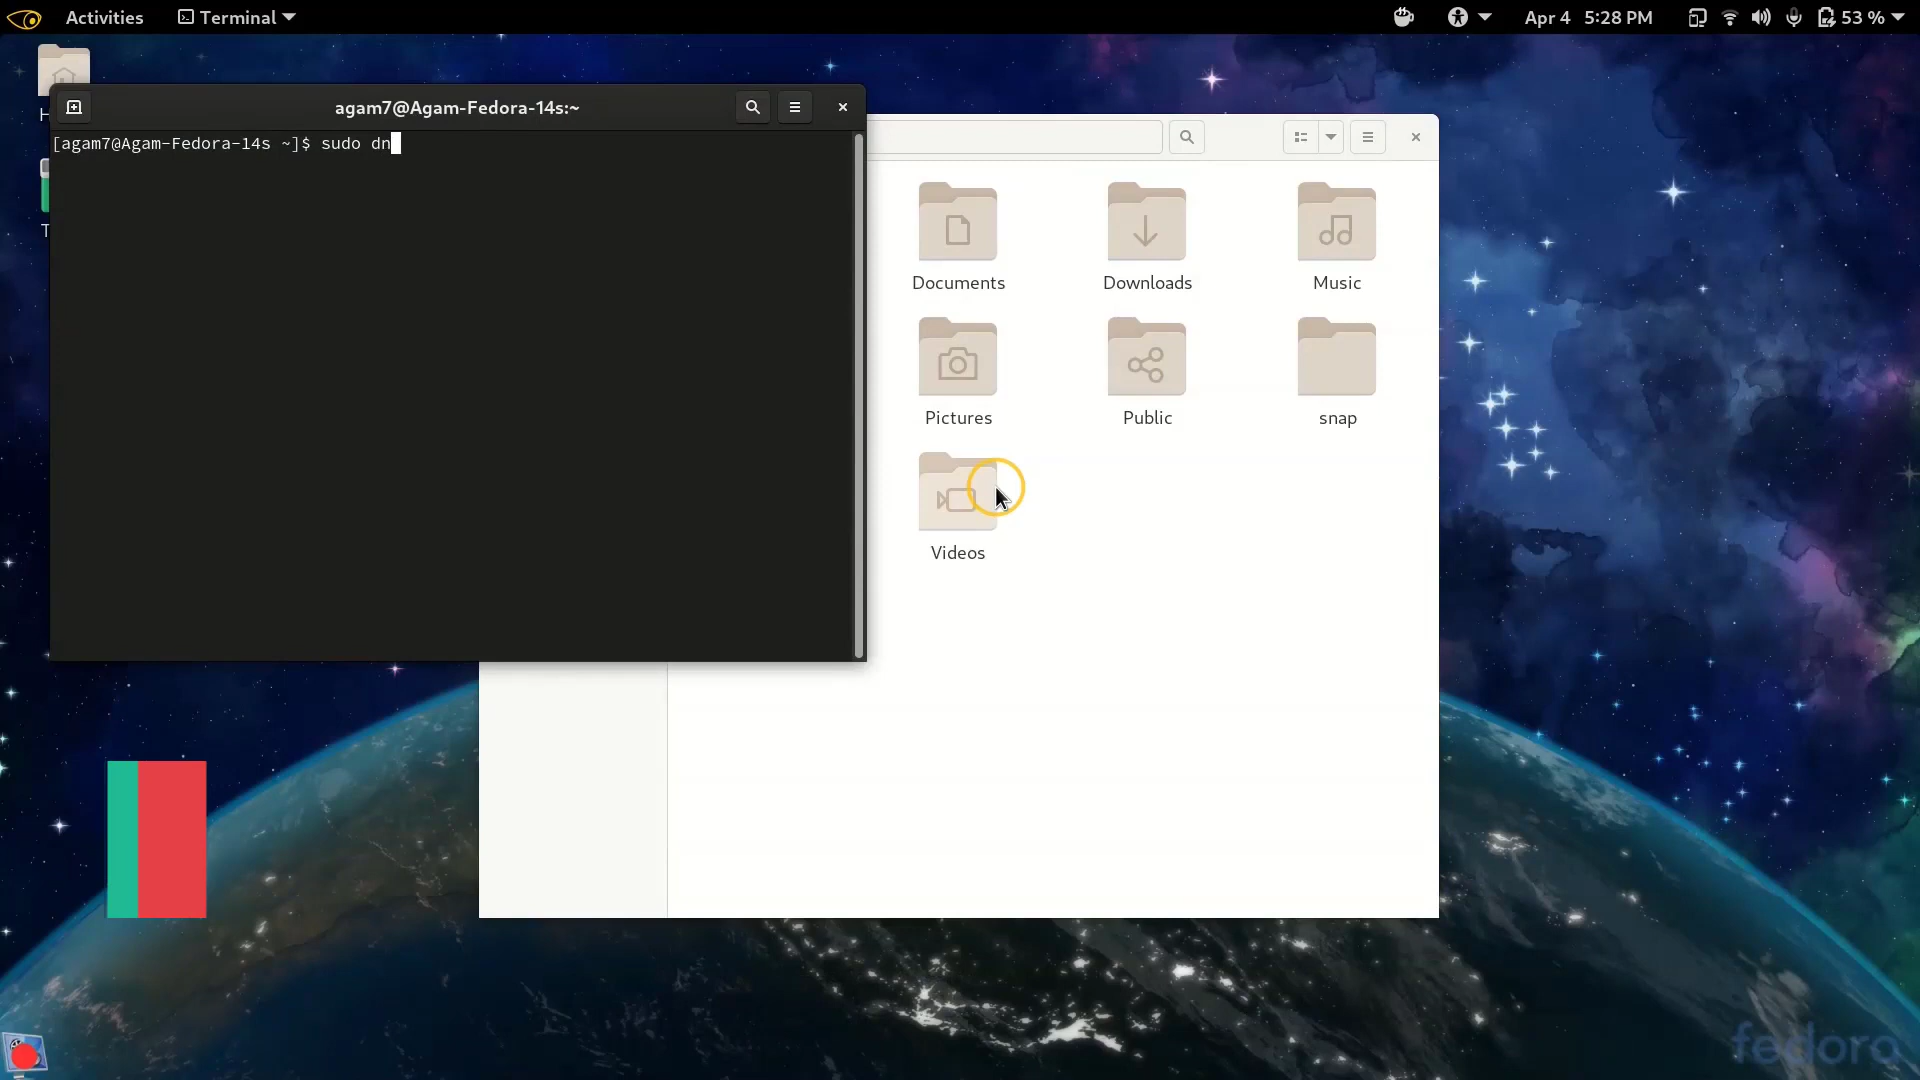 Activities
Terminal
Apr 4 5:28 PM
53 %
agam7@Agam-Fedora-14s:~
[agam7@Agam-Fedora-14s ~]$ sudo dn
Documents
Downloads
Music
Pictures
Public
snap
Videos
fedora